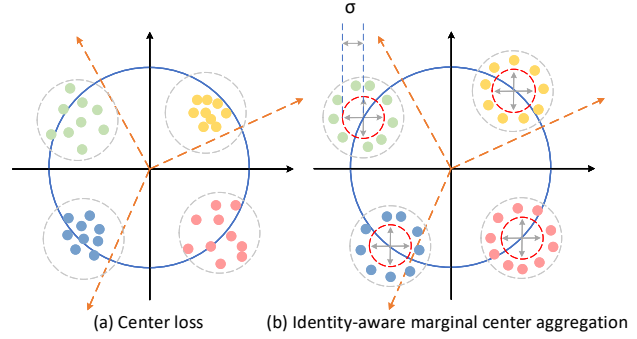 σ
(a) Center loss
(b) Identity-aware marginal center aggregation